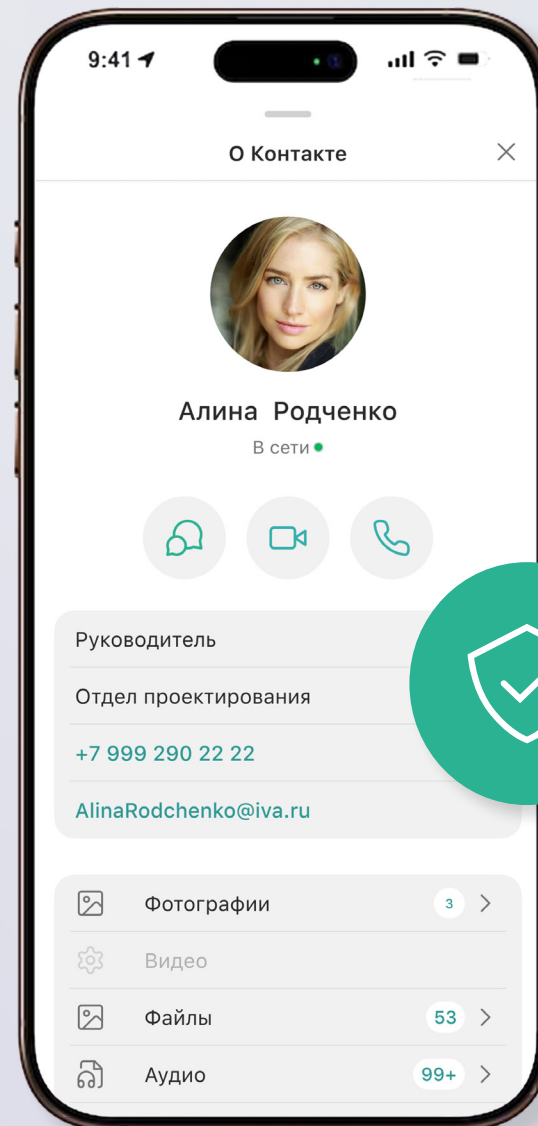 9:41
О Контакте
Алина Родченко
В сети
Руководитель
Отдел проектирования
+7 999 290 22 22
AlinaRodchenko@iva.ru
Фотографии 3
Видео
Файлы 53
Аудио 99+